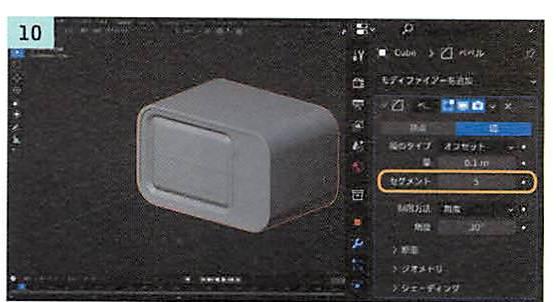 10
Cube > ベベル
モディファイアーを追加
頂点 辺
幅のタイプ オフセット
量 0.1 m
セグメント 5
制限方法 角度
角度 30°
> 断面
> ジオメトリ
> シェーディング